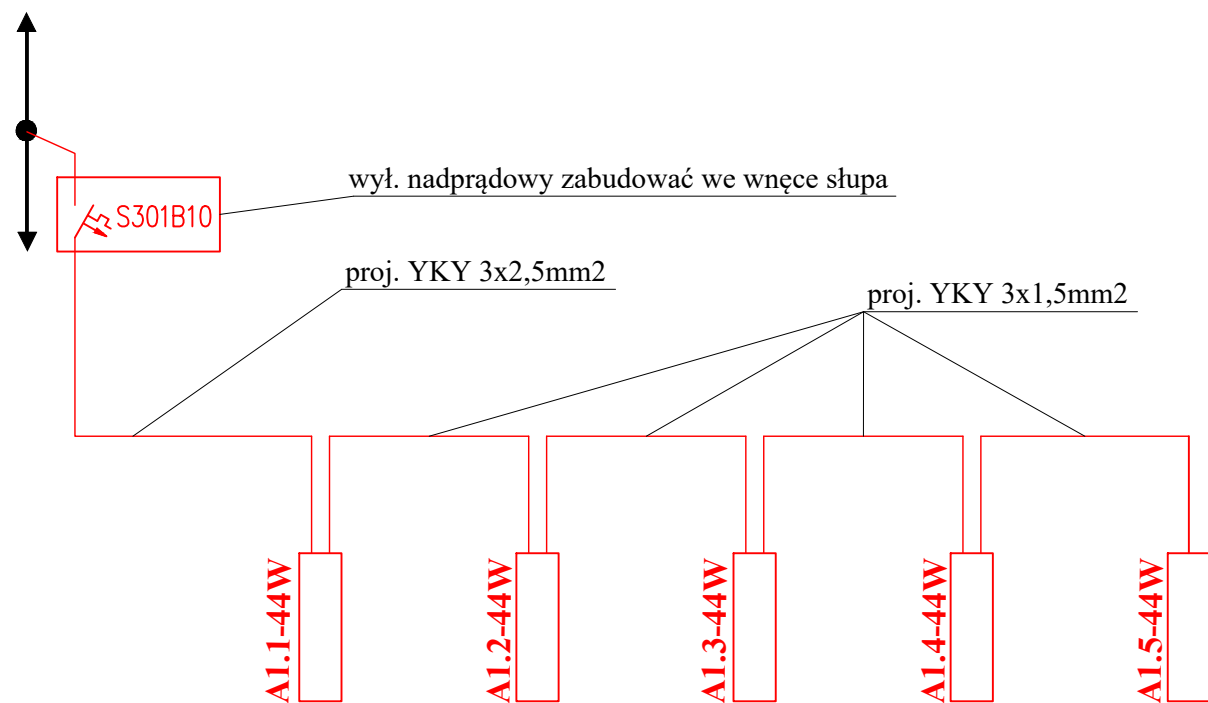 wył. nadprądowy zabudować we wnęce słupa
S301B10
proj. YKY 3x2,5mm2
proj. YKY 3x1,5mm2
A1.1-44W
A1.2-44W
A1.3-44W
A1.4-44W
A1.5-44W